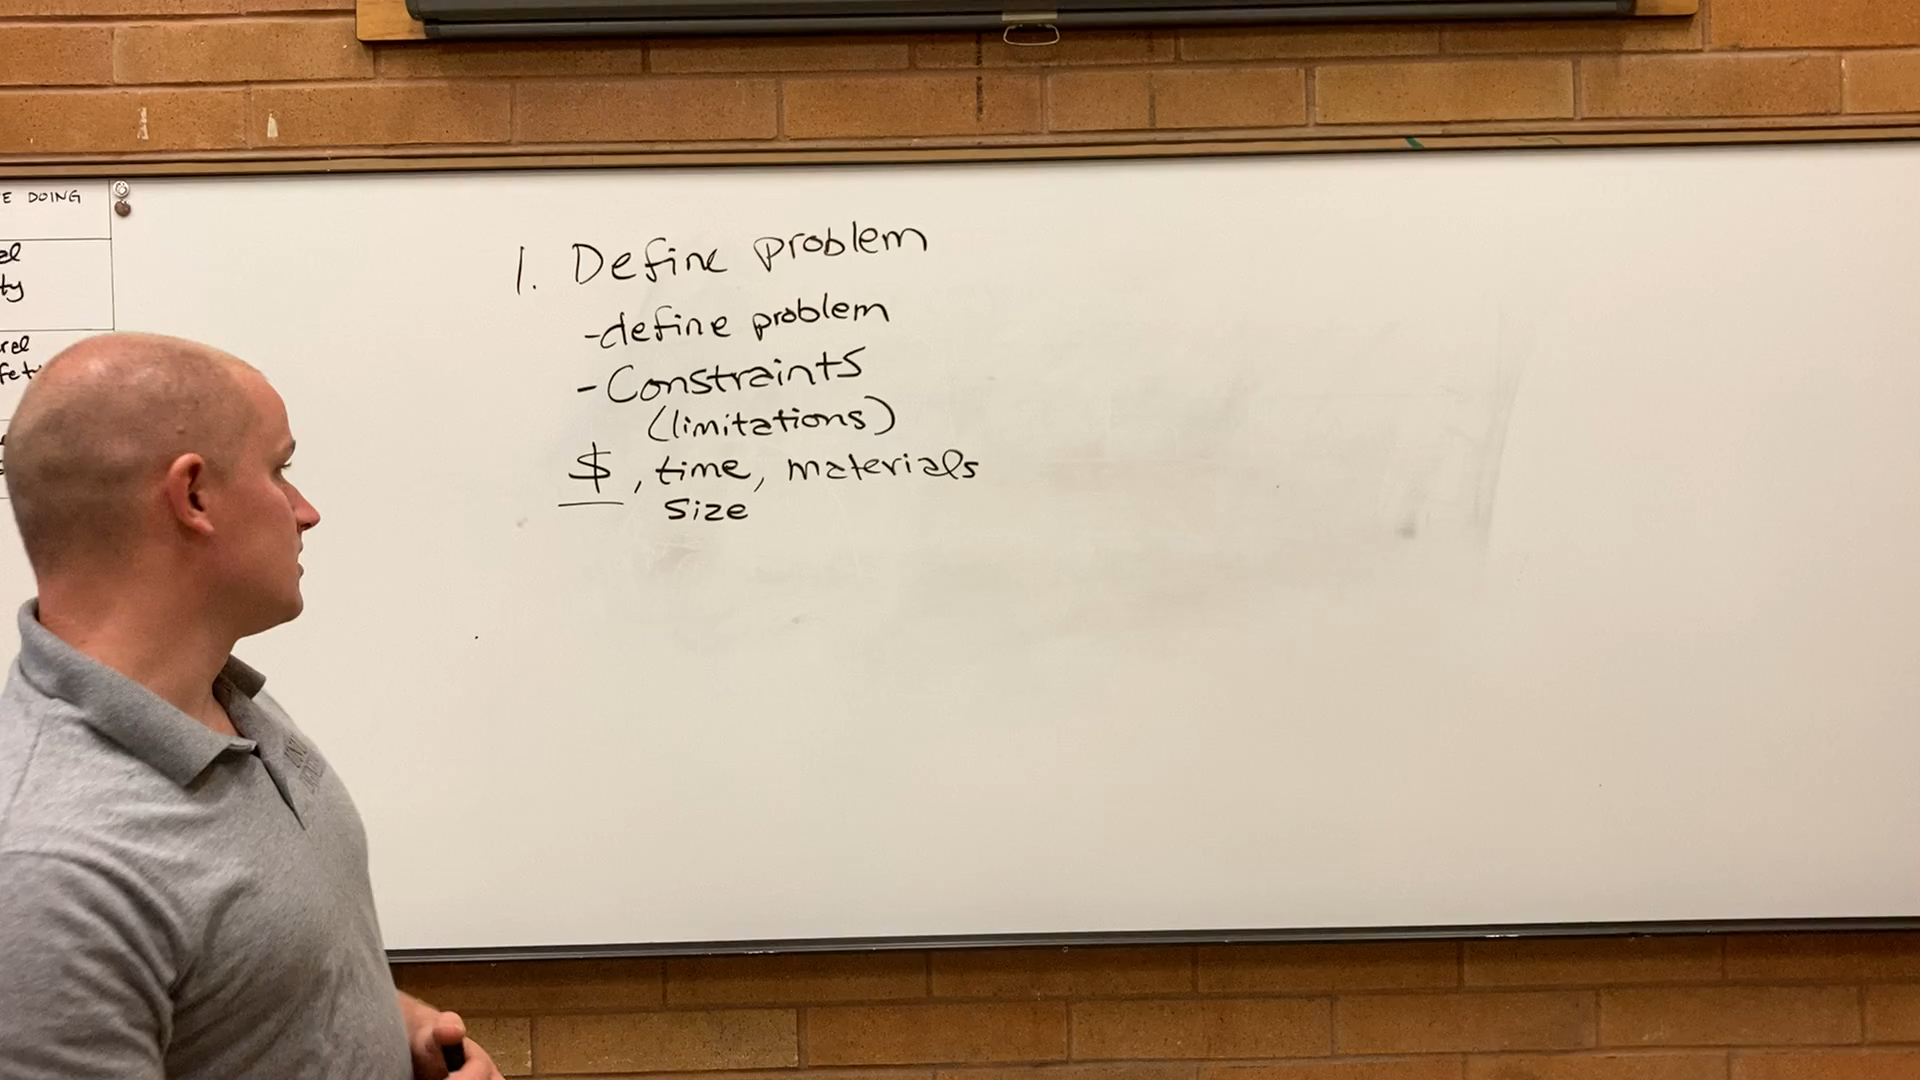 E DOING
1. Define problem
-define problem
- Constraints
(limitations)
$, time, materials
Size